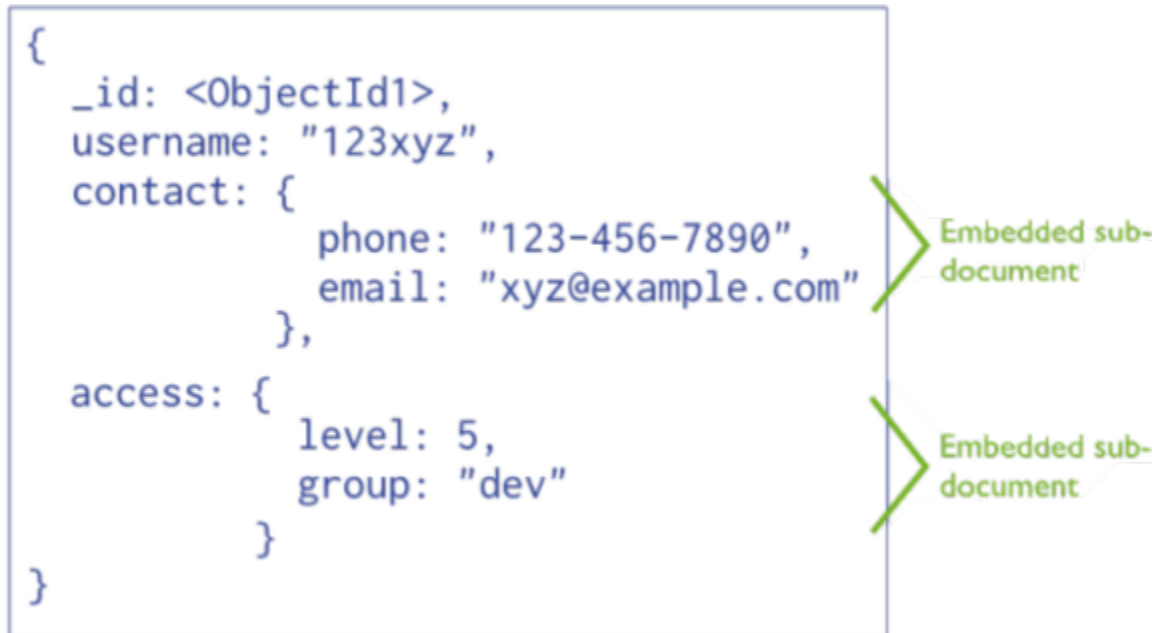 {
_id: <ObjectId1>,
username: "123xyz",
contact: {
phone: "123-456-7890",
email: "xyz@example.com"
},
Embedded sub-
document
access: {
level: 5,
group: "dev"
}
Embedded sub-
document
}